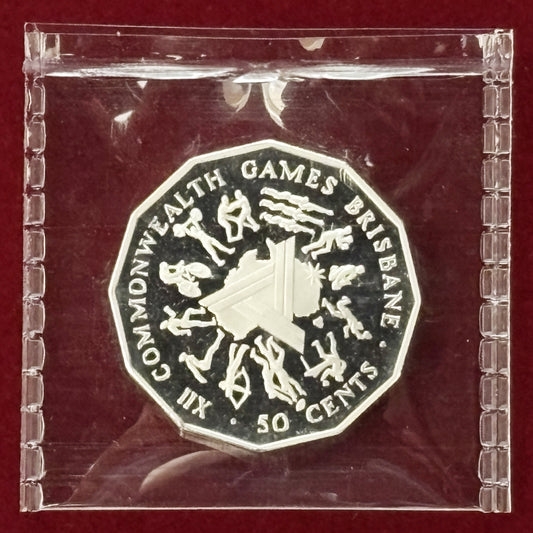 XII COMMONWEALTH GAMES BRISBANE · 50 CENTS ·